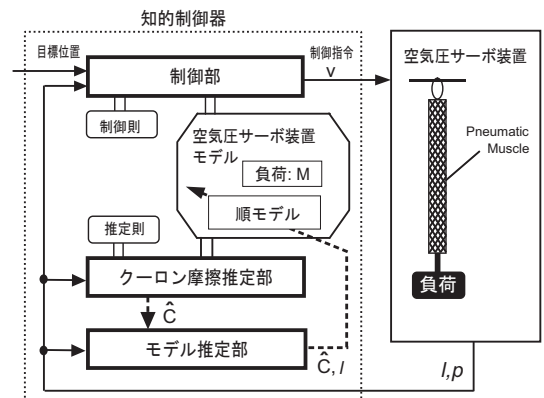 知的制御器
目標位置
制御部
制御指令
v
空気圧サーボ装置
制御則
空気圧サーボ装置
モデル
負荷: M
順モデル
Pneumatic
Muscle
推定則
クーロン摩擦推定部
負荷
Ĉ
モデル推定部
Ĉ, l
l,p